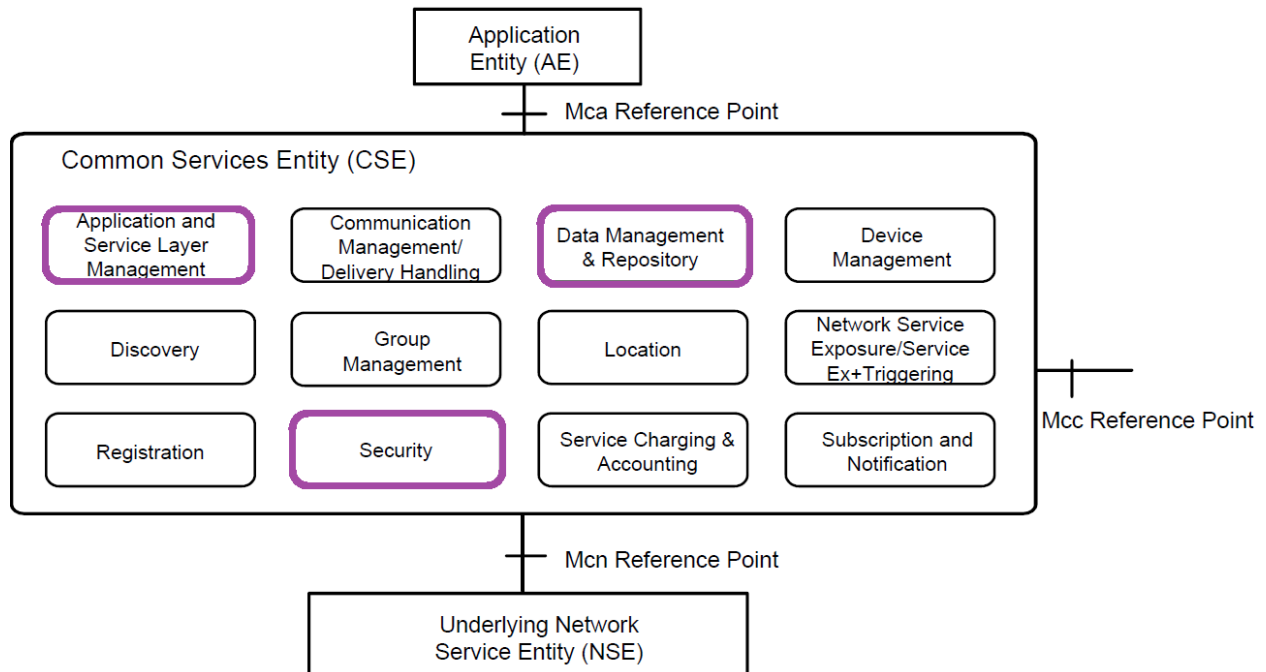 Application
Entity (AE)
Mca Reference Point
Common Services Entity (CSE)
Application and
Service Layer
Management
Communication
Management/
Delivery Handling
Data Management
& Repository
Device
Management
Discovery
Group
Management
Location
Network Service
Exposure/Service
Ex+Triggering
Mcc Reference Point
Registration
Security
Service Charging &
Accounting
Subscription and
Notification
Mcn Reference Point
Underlying Network
Service Entity (NSE)